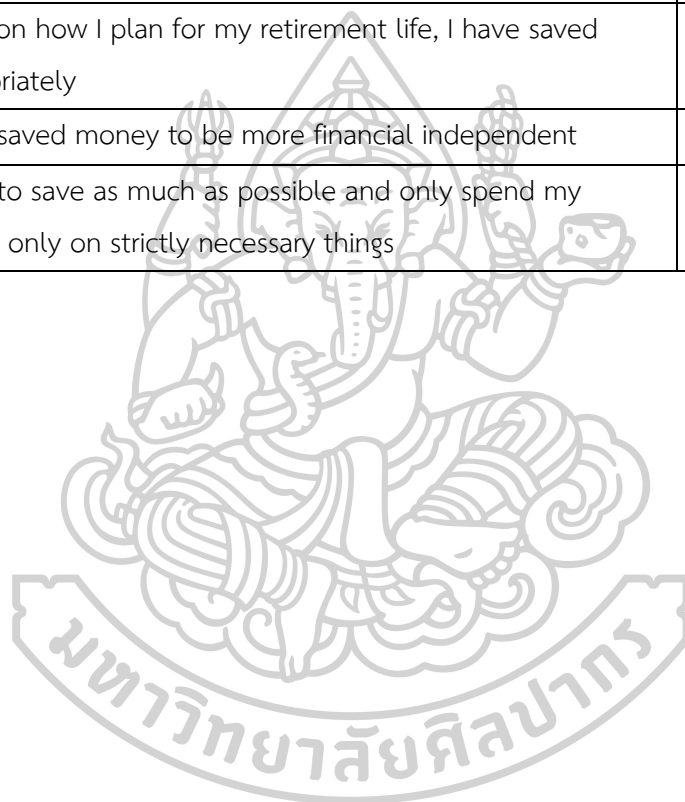 on how I plan for my retirement life, I have saved
riately
saved money to be more financial independent
to save as much as possible and only spend my
only on strictly necessary things
มหาวิทยาลัยศิลปากร